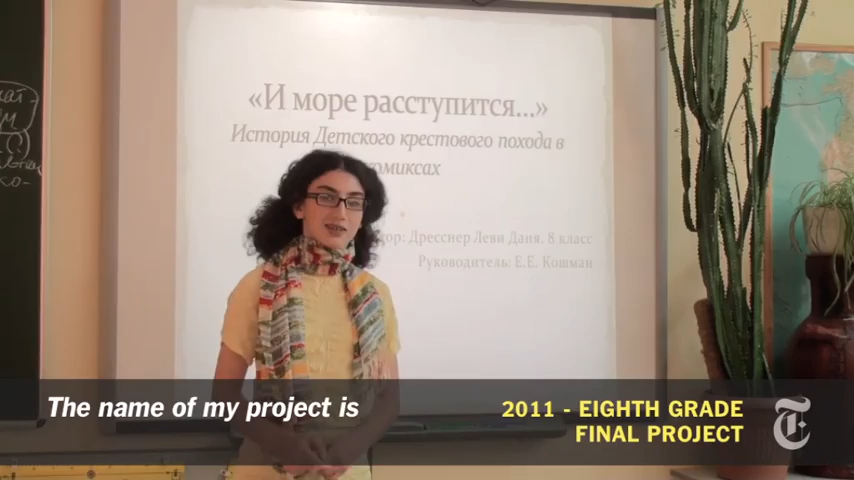 «И море расступится...»
История Детского крестового похода в
комиксах
Дресснер Леви Даня, 8 класс
Руководитель: Е.Е. Кошман
The name of my project is
2011 - EIGHTH GRADE
FINAL PROJECT